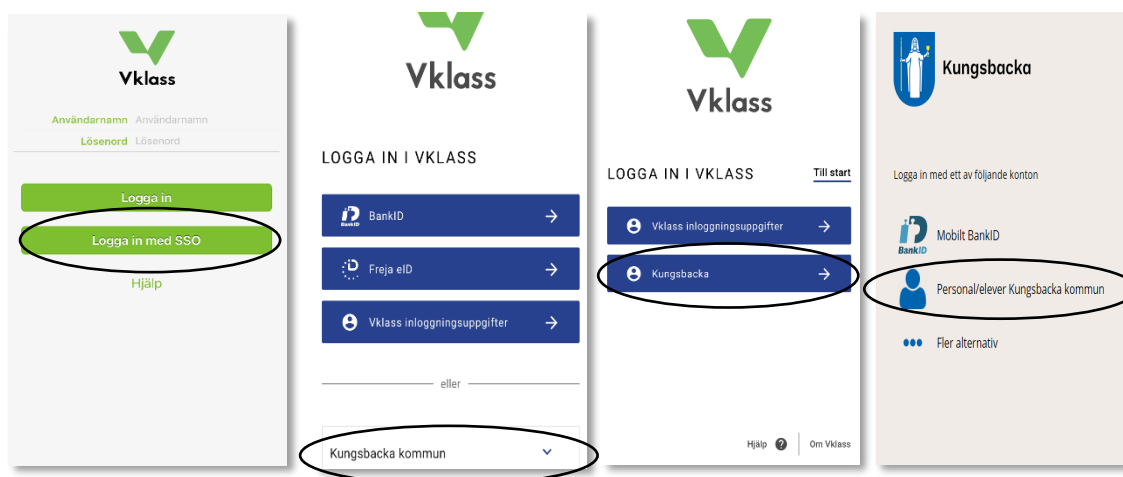 Vklass
Användarnamn Användarnamn
Lösenord Lösenord
Logga in
Logga in med SSO
Hjälp
Vklass
LOGGA IN I VKLASS
BankID BankID
Freja eID
Vklass inloggningsuppgifter
eller
Kungsbacka kommun
Vklass
LOGGA IN I VKLASS Till start
Vklass inloggningsuppgifter
Kungsbacka
Hjälp ? Om Vklass
Kungsbacka
Logga in med ett av följande konton
BankID Mobilt BankID
Personal/elever Kungsbacka kommun
Fler alternativ